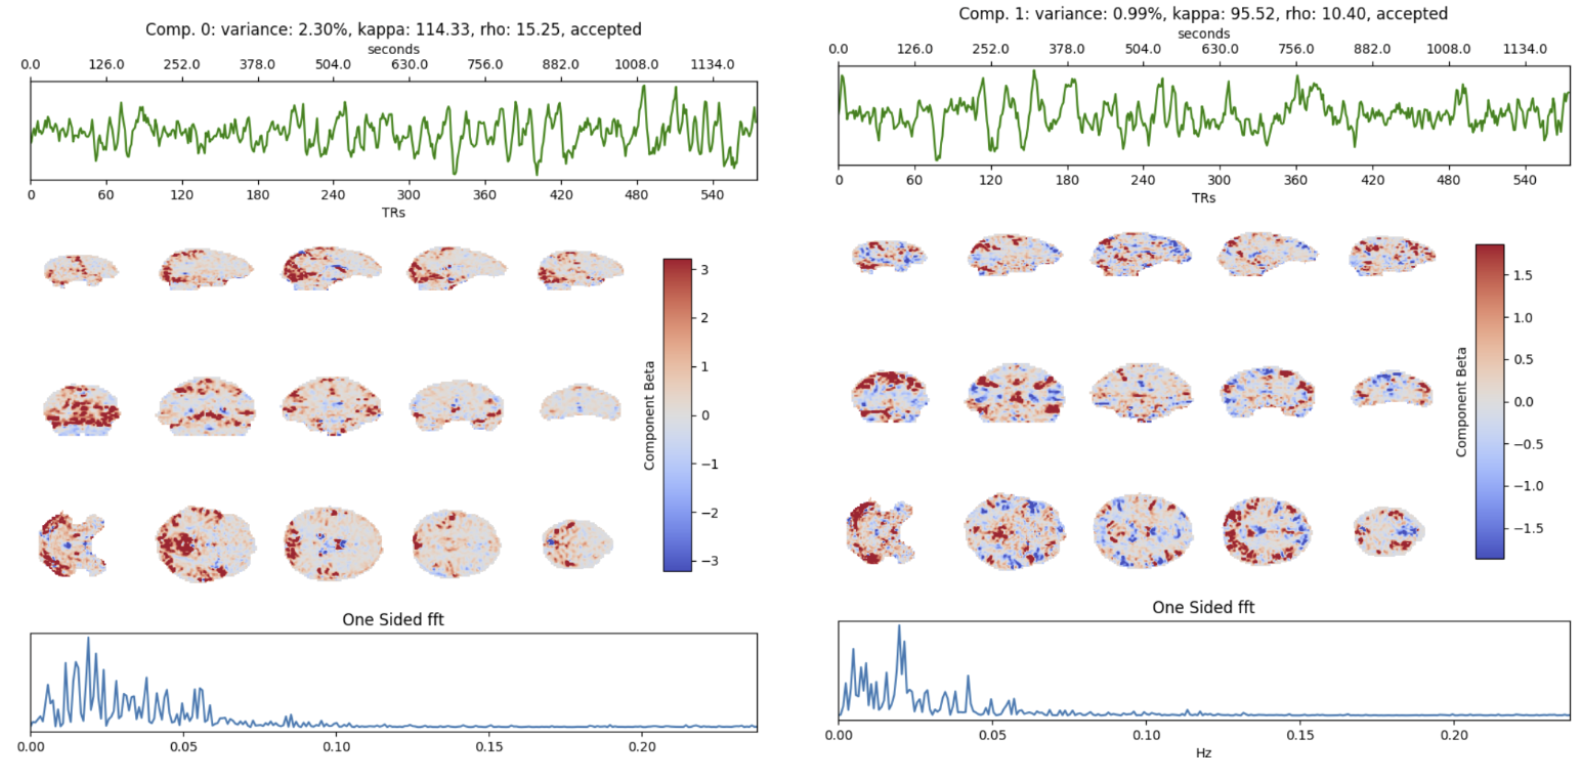 Comp. 0: variance: 2.30%, kappa: 114.33, rho: 15.25, accepted
seconds
0.0 126.0 252.0 378.0 504.0 630.0 756.0 882.0 1008.0 1134.0
0 60 120 180 240 300 360 420 480 540
TRs
3
2
1
0
−1
−2
−3
Component Beta
One Sided fft
0.00 0.05 0.10 0.15 0.20
Comp. 1: variance: 0.99%, kappa: 95.52, rho: 10.40, accepted
seconds
0.0 126.0 252.0 378.0 504.0 630.0 756.0 882.0 1008.0 1134.0
0 60 120 180 240 300 360 420 480 540
TRs
1.5
1.0
0.5
0.0
−0.5
−1.0
−1.5
Component Beta
One Sided fft
0.00 0.05 0.10 0.15 0.20
Hz